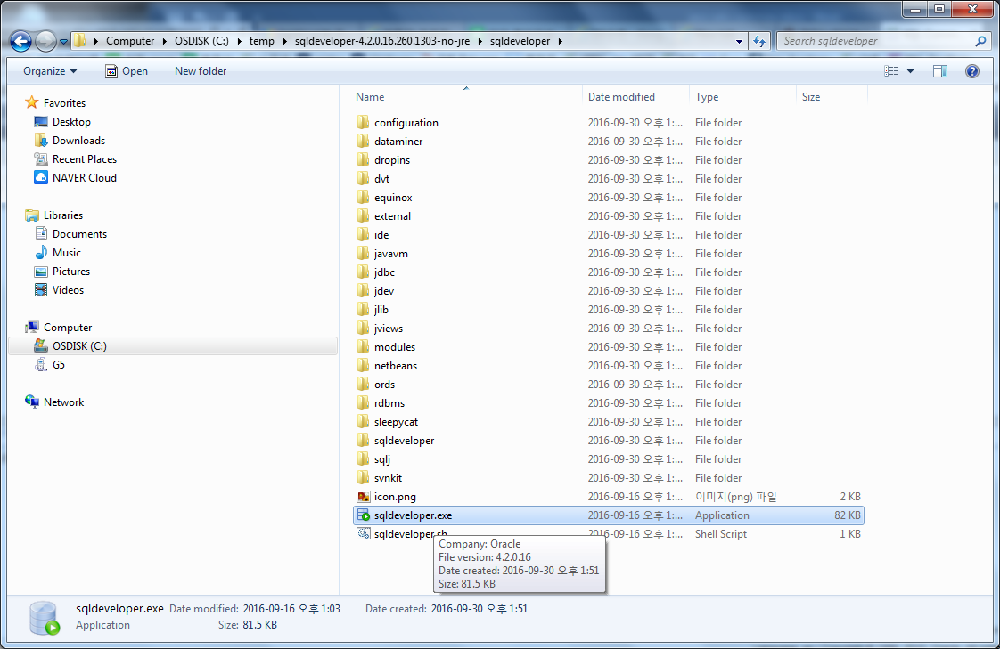 Computer ▸ OSDISK (C:) ▸ temp ▸ sqldeveloper-4.2.0.16.260.1303-no-jre ▸ sqldeveloper ▸ Search sqldeveloper
Organize Open New folder
Favorites
Desktop
Downloads
Recent Places
NAVER Cloud
Libraries
Documents
Music
Pictures
Videos
Computer
OSDISK (C:)
G5
Network
Name Date modified Type Size
configuration 2016-09-30 오후 1:... File folder
dataminer 2016-09-30 오후 1:... File folder
dropins 2016-09-30 오후 1:... File folder
dvt 2016-09-30 오후 1:... File folder
equinox 2016-09-30 오후 1:... File folder
external 2016-09-30 오후 1:... File folder
ide 2016-09-30 오후 1:... File folder
javavm 2016-09-30 오후 1:... File folder
jdbc 2016-09-30 오후 1:... File folder
jdev 2016-09-30 오후 1:... File folder
jlib 2016-09-30 오후 1:... File folder
jviews 2016-09-30 오후 1:... File folder
modules 2016-09-30 오후 1:... File folder
netbeans 2016-09-30 오후 1:... File folder
ords 2016-09-30 오후 1:... File folder
rdbms 2016-09-30 오후 1:... File folder
sleepycat 2016-09-30 오후 1:... File folder
sqldeveloper 2016-09-30 오후 1:... File folder
sqlj 2016-09-30 오후 1:... File folder
svnkit 2016-09-30 오후 1:... File folder
icon.png 2016-09-16 오후 1:... 이미지(png) 파일 2 KB
sqldeveloper.exe 2016-09-16 오후 1:... Application 82 KB
sqldeveloper.sh 2016-09-16 오후 1:... Shell Script 1 KB
Company: Oracle
File version: 4.2.0.16
Date created: 2016-09-30 오후 1:51
Size: 81.5 KB
sqldeveloper.exe Date modified: 2016-09-16 오후 1:03 Date created: 2016-09-30 오후 1:51
Application Size: 81.5 KB